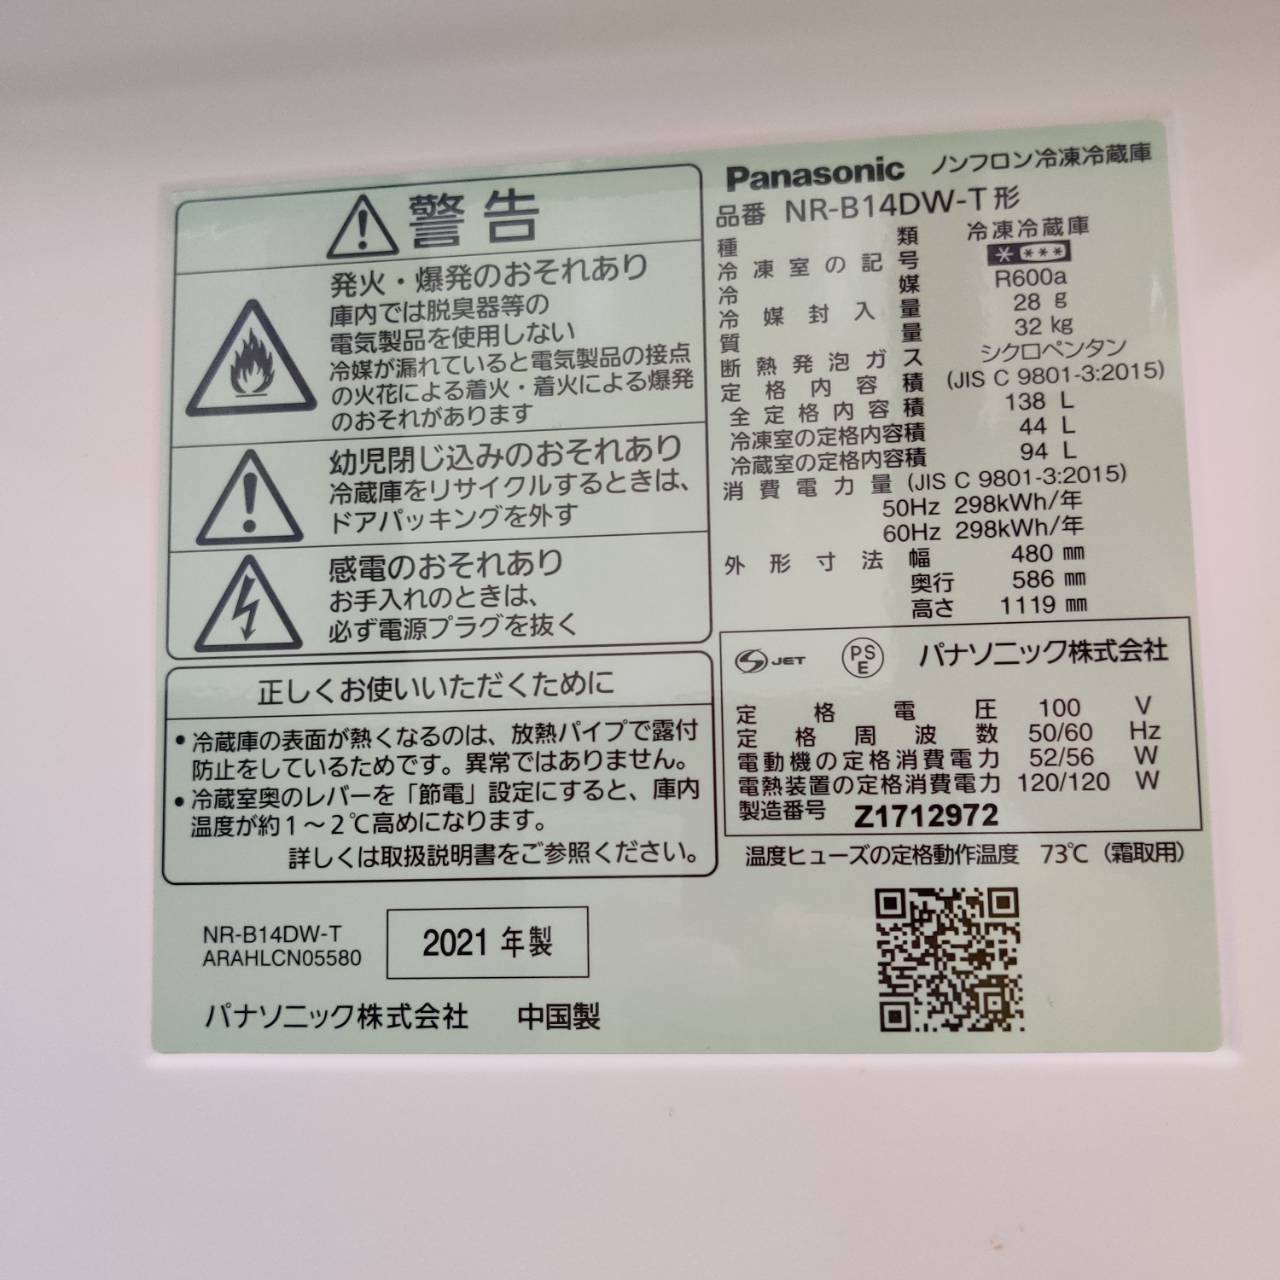 警告
発火・爆発のおそれあり
庫内では脱臭器等の
電気製品を使用しない
冷媒が漏れていると電気製品の接点
の火花による着火・着火による爆発
のおそれがあります
幼児閉じ込みのおそれあり
冷蔵庫をリサイクルするときは、
ドアパッキングを外す
感電のおそれあり
お手入れのときは、
必ず電源プラグを抜く
正しくお使いいただくために
• 冷蔵庫の表面が熱くなるのは、放熱パイプで露付
防止をしているためです。異常ではありません。
• 冷蔵室奥のレバーを「節電」設定にすると、庫内
温度が約1～2℃高めになります。
詳しくは取扱説明書をご参照ください。
NR-B14DW-T
ARAHLCN05580
2021 年製
パナソニック株式会社 中国製
Panasonic ノンフロン冷凍冷蔵庫
品番 NR-B14DW-T形
種類 冷凍冷蔵庫
冷凍室の記号 * ***
冷媒 R600a
冷媒封入量 28 g
質量 32 kg
断熱発泡ガス シクロペンタン
定格内容積 (JIS C 9801-3:2015)
全定格内容積 138 L
冷凍室の定格内容積 44 L
冷蔵室の定格内容積 94 L
消費電力量 (JIS C 9801-3:2015)
50Hz 298kWh/年
60Hz 298kWh/年
外形寸法 幅 480 mm
奥行 586 mm
高さ 1119 mm
S JET PSE パナソニック株式会社
定格電圧 100 V
定格周波数 50/60 Hz
電動機の定格消費電力 52/56 W
電熱装置の定格消費電力 120/120 W
製造番号 Z1712972
温度ヒューズの定格動作温度 73℃ (霜取用)